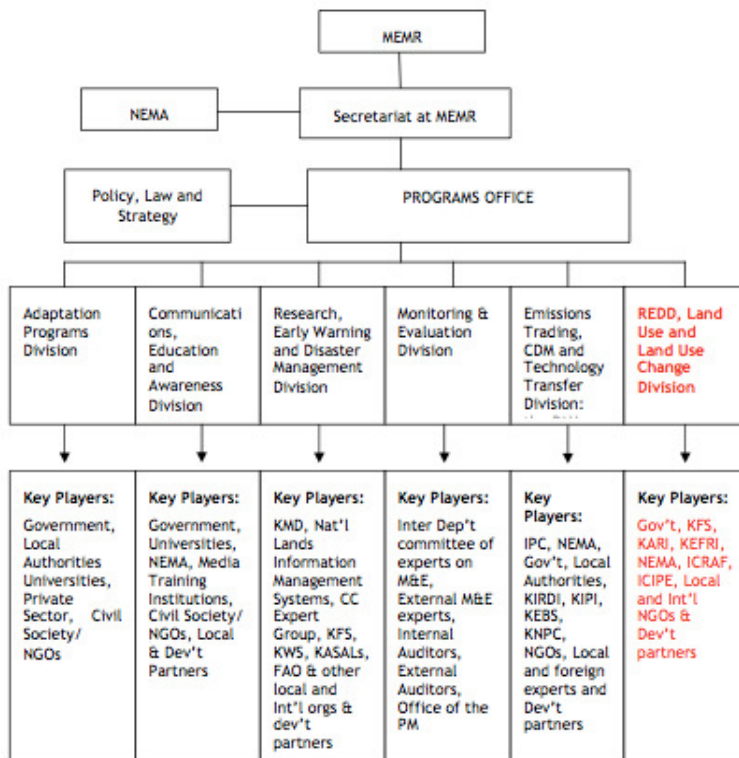 MEMR
NEMA
Secretariat at MEMR
Policy, Law and
Strategy
PROGRAMS OFFICE
Adaptation
Programs
Division
Communicati
ons,
Education
and
Awareness
Division
Research,
Early Warning
and Disaster
Management
Division
Monitoring &
Evaluation
Division
Emissions
Trading,
CDM and
Technology
Transfer
Division:
REDD, Land
Use and
Land Use
Change
Division
Key Players:
Government,
Local
Authorities
Universities,
Private
Sector, Civil
Society/
NGOs
Key Players:
Government,
Universities,
NEMA, Media
Training
Institutions,
Civil Society/
NGOs, Local
& Dev't
Partners
Key Players:
KMD, Nat'l
Lands
Information
Management
Systems, CC
Expert
Group, KFS,
KWS, KASALs,
FAO & other
local and
Int'l orgs &
dev't
partners
Key Players:
Inter Dep't
committee of
experts on
M&E,
External M&E
experts,
Internal
Auditors,
External
Auditors,
Office of the
PM
Key
Players:
IPC, NEMA,
Gov't, Local
Authorities,
KIRDI, KIPI,
KEBS,
KNPC,
NGOs, Local
and foreign
experts and
Dev't
partners
Key Players:
Gov't, KFS,
KARI, KEFRI,
NEMA, ICRAF,
ICIPE, Local
and Int'l
NGOs &
Dev't
partners